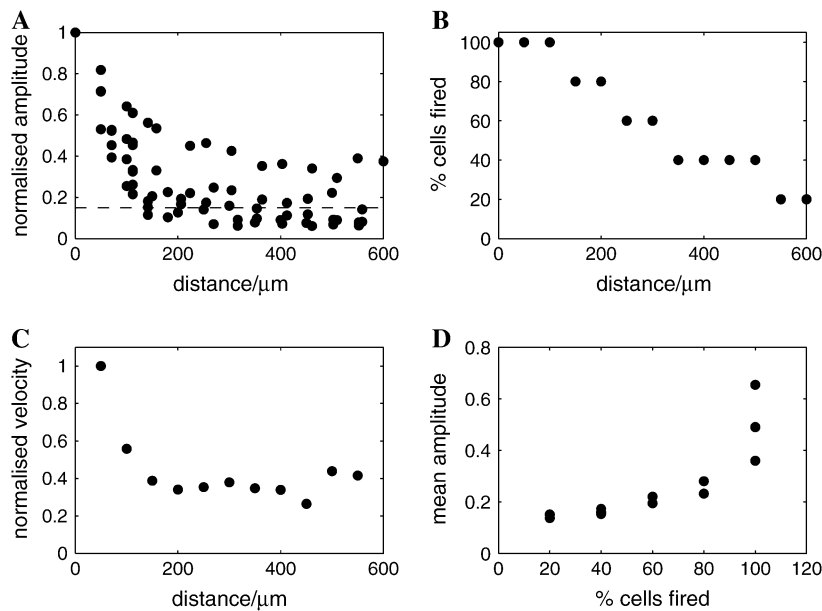 A
normalised amplitude
1
0.8
0.6
0.4
0.2
0
0 200 400 600
distance/μm
B
% cells fired
100
80
60
40
20
0
0 200 400 600
distance/μm
C
normalised velocity
1
0.8
0.6
0.4
0.2
0
0 200 400 600
distance/μm
D
mean amplitude
0.8
0.6
0.4
0.2
0
0 20 40 60 80 100 120
% cells fired